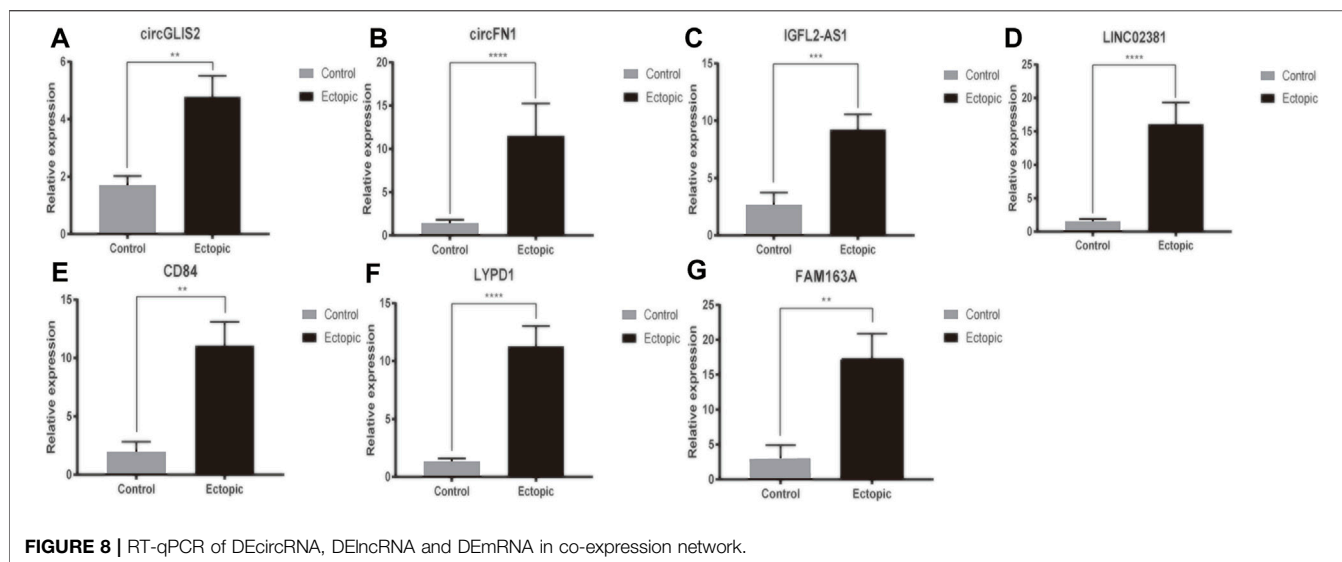 A
circGLIS2
**
6
4
2
0
Relative expression
Control
Ectopic
Control
Ectopic
B
circFN1
****
20
15
10
5
0
Relative expression
Control
Ectopic
Control
Ectopic
C
IGFL2-AS1
***
15
10
5
0
Relative expression
Control
Ectopic
Control
Ectopic
D
LINC02381
****
25
20
15
10
5
0
Relative expression
Control
Ectopic
Control
Ectopic
E
CD84
**
15
10
5
0
Relative expression
Control
Ectopic
Control
Ectopic
F
LYPD1
****
15
10
5
0
Relative expression
Control
Ectopic
Control
Ectopic
G
FAM163A
**
25
20
15
10
5
0
Relative expression
Control
Ectopic
Control
Ectopic
FIGURE 8 | RT-qPCR of DEcircRNA, DElncRNA and DEmRNA in co-expression network.